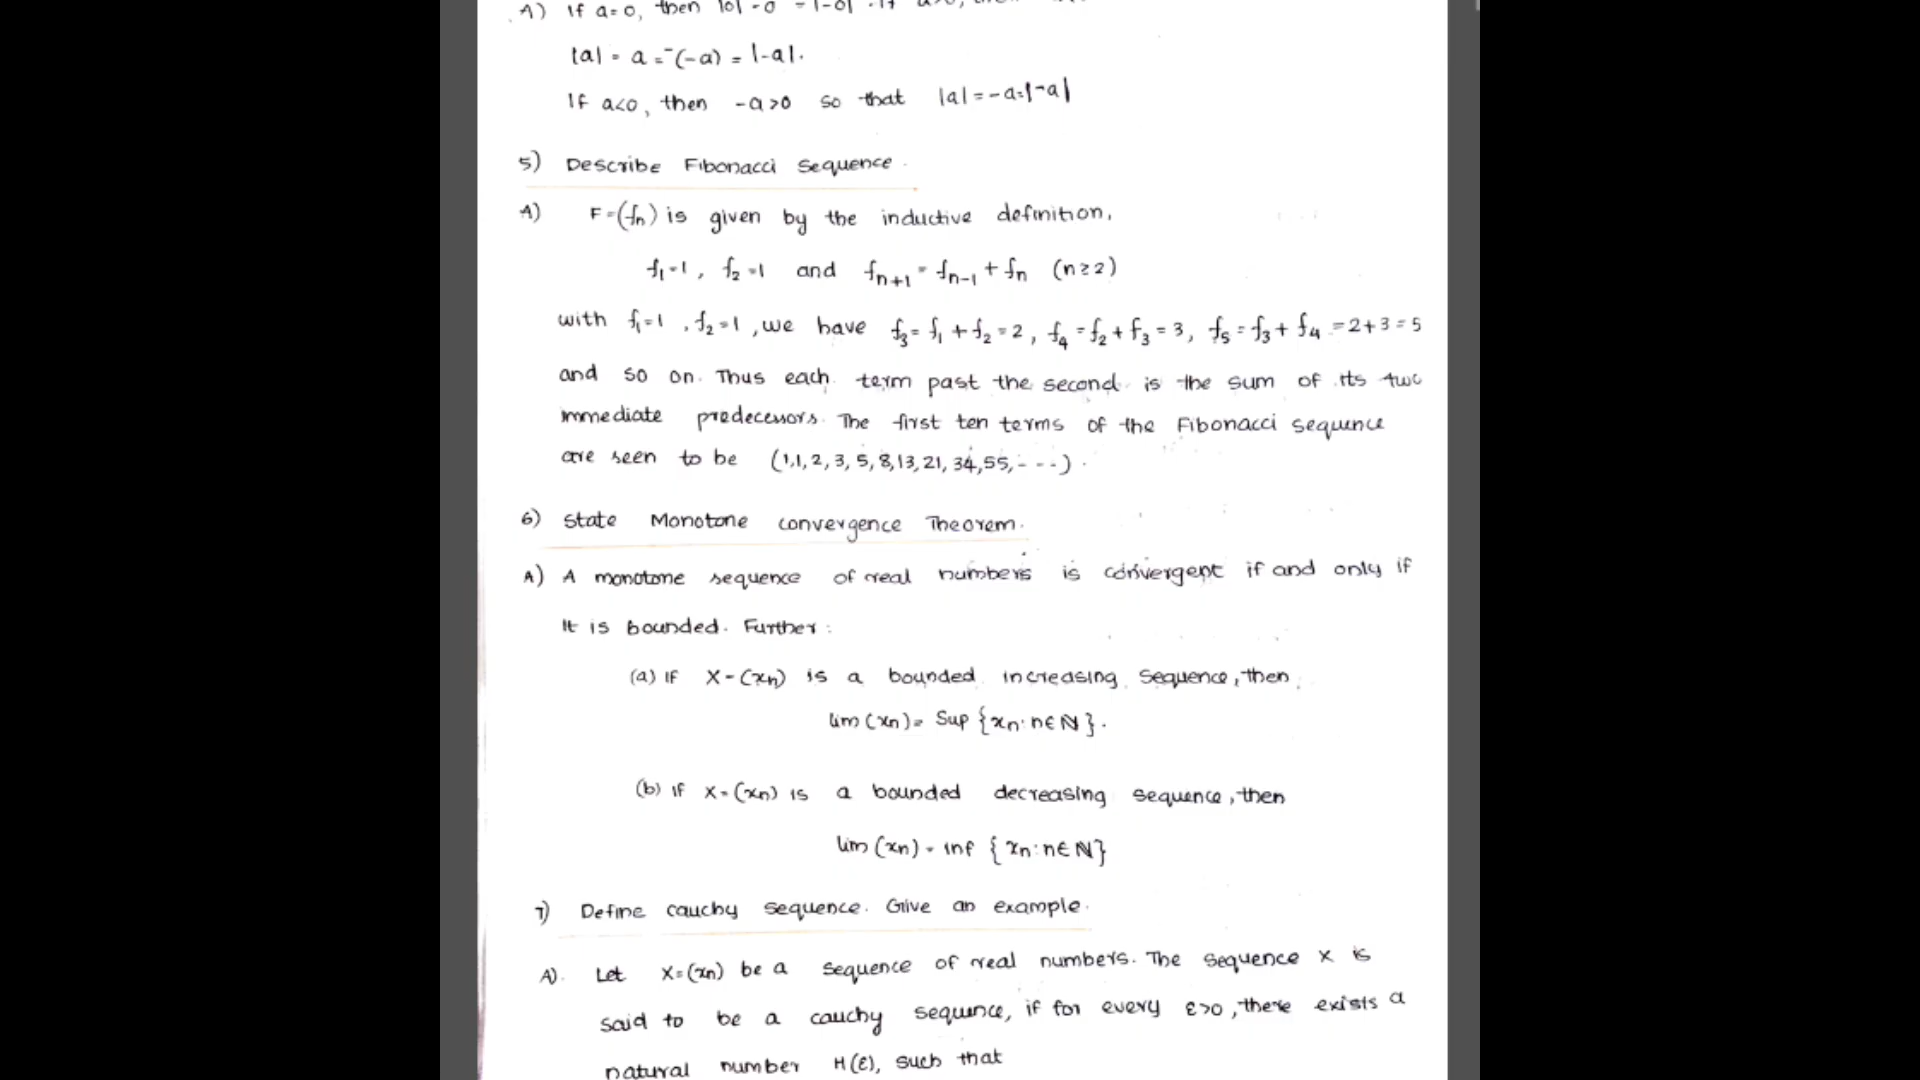 A) If a=0, then |0| = 0 = |-0|. If
|a| = a = -(-a) = |-a|.
If a<0, then -a>0 so that |a|=-a=|-a|
5) Describe Fibonacci sequence.
A) F=(fn) is given by the inductive definition,
f1=1, f2=1 and fn+1 = fn-1 + fn (n≥2)
with f1=1, f2=1, we have f3=f1+f2=2, f4=f2+f3=3, f5=f3+f4=2+3=5
and so on. Thus each term past the second is the sum of its two
immediate predecessors. The first ten terms of the Fibonacci sequence
are seen to be (1,1,2,3,5,8,13,21,34,55,----).
6) State Monotone convergence Theorem.
A) A monotone sequence of real numbers is convergent if and only if
It is bounded. Further:
(a) If X=(xn) is a bounded increasing sequence, then
lim(xn)= Sup {xn: n∈ℕ}.
(b) If X=(xn) is a bounded decreasing sequence, then
lim(xn)= inf {xn: n∈ℕ}
7) Define cauchy sequence. Give an example.
A). Let X=(xn) be a sequence of real numbers. The sequence X is
said to be a cauchy sequence, if for every ε>0, there exists a
natural number H(ε), such that